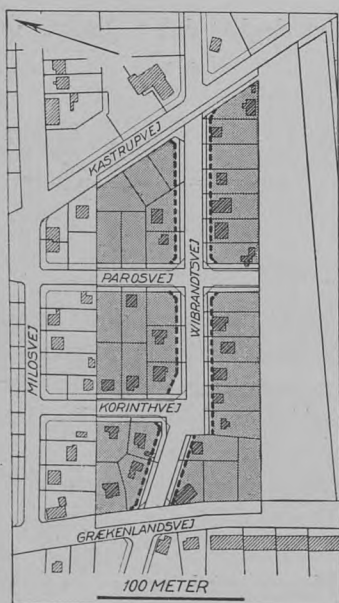 KASTRUPVEJ
PAROSVEJ
WIBRANDTSVEJ
MILOSVEJ
KORINTHVEJ
GRÆKENLANDSVEJ
100 METER